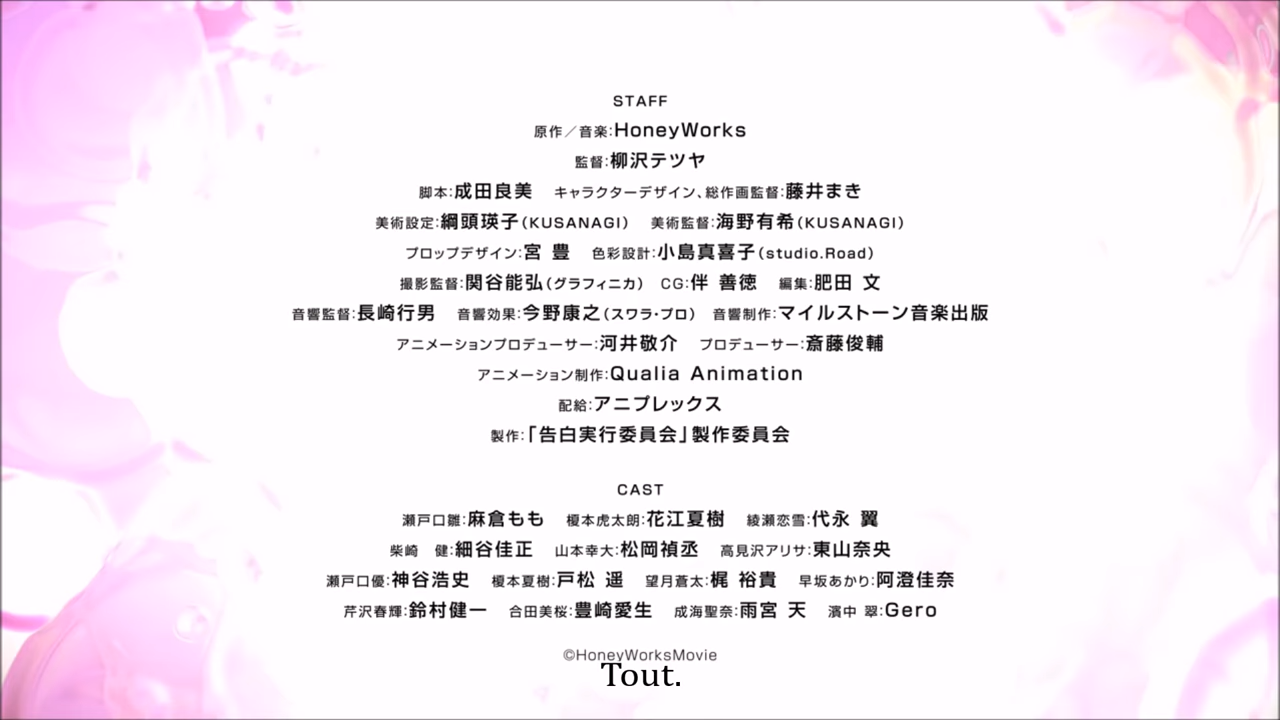 STAFF
原作／音楽:HoneyWorks
監督:柳沢テツヤ
脚本:成田良美　キャラクターデザイン、総作画監督:藤井まき
美術設定:綱頭瑛子(KUSANAGI)　美術監督:海野有希(KUSANAGI)
プロップデザイン:宮 豊　色彩設計:小島真喜子(studio.Road)
撮影監督:関谷能弘(グラフィニカ)　CG:伴 善徳　編集:肥田 文
音響監督:長崎行男　音響効果:今野康之(スワラ・プロ)　音響制作:マイルストーン音楽出版
アニメーションプロデューサー:河井敬介　プロデューサー:斎藤俊輔
アニメーション制作:Qualia Animation
配給:アニプレックス
製作:「告白実行委員会」製作委員会
CAST
瀬戸口雛:麻倉もも　榎本虎太朗:花江夏樹　綾瀬恋雪:代永 翼
柴崎　健:細谷佳正　山本幸大:松岡禎丞　高見沢アリサ:東山奈央
瀬戸口優:神谷浩史　榎本夏樹:戸松 遥　望月蒼太:梶 裕貴　早坂あかり:阿澄佳奈
芹沢春輝:鈴村健一　合田美桜:豊崎愛生　成海聖奈:雨宮 天　濱中 翠:Gero
©HoneyWorksMovie
Tout.